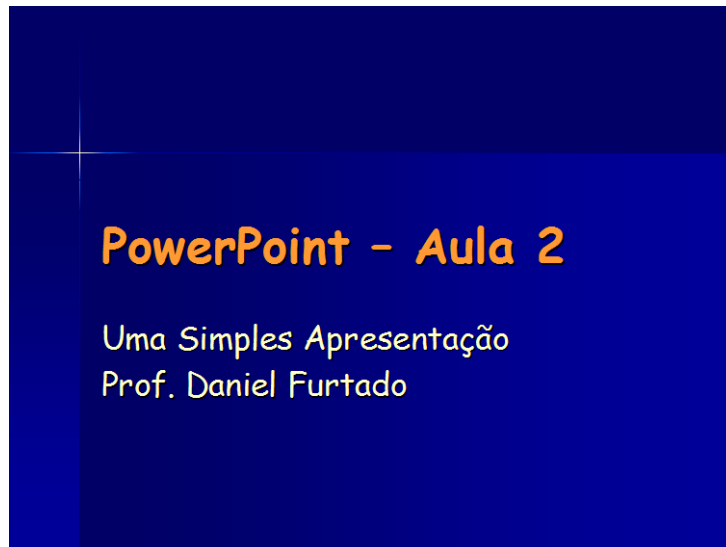 PowerPoint – Aula 2
Uma Simples Apresentação
Prof. Daniel Furtado